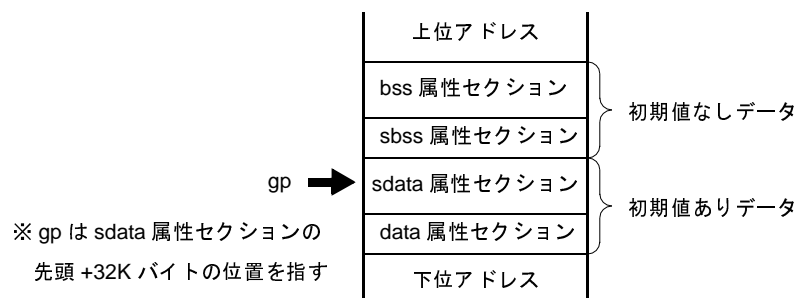 上位アドレス
bss 属性セクション
初期値なしデータ
sbss 属性セクション
gp
sdata 属性セクション
初期値ありデータ
※ gp は sdata 属性セクションの
先頭 +32K バイトの位置を指す
data 属性セクション
下位アドレス